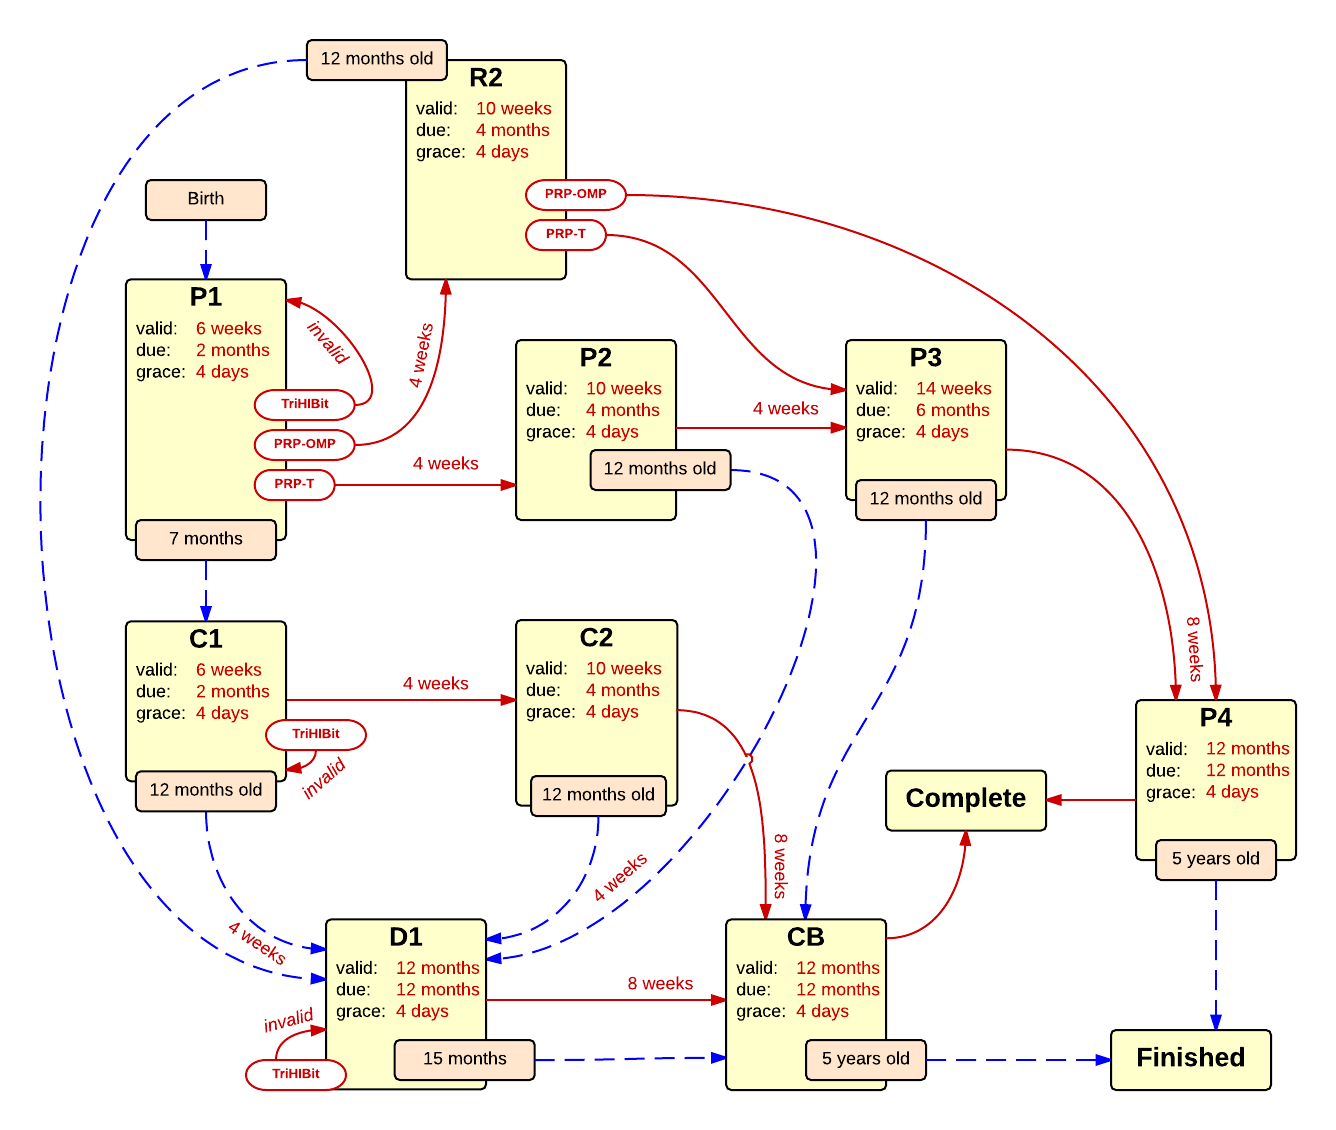 12 months old
R2
valid: 10 weeks
due: 4 months
grace: 4 days
PRP-OMP
PRP-T
Birth
P1
valid: 6 weeks
due: 2 months
grace: 4 days
TriHIBit
PRP-OMP
PRP-T
7 months
invalid
4 weeks
4 weeks
P2
valid: 10 weeks
due: 4 months
grace: 4 days
12 months old
4 weeks
P3
valid: 14 weeks
due: 6 months
grace: 4 days
12 months old
C1
valid: 6 weeks
due: 2 months
grace: 4 days
TriHIBit
invalid
12 months old
4 weeks
C2
valid: 10 weeks
due: 4 months
grace: 4 days
12 months old
8 weeks
P4
valid: 12 months
due: 12 months
grace: 4 days
5 years old
Complete
4 weeks
4 weeks
8 weeks
D1
valid: 12 months
due: 12 months
grace: 4 days
invalid
TriHIBit
15 months
8 weeks
CB
valid: 12 months
due: 12 months
grace: 4 days
5 years old
Finished